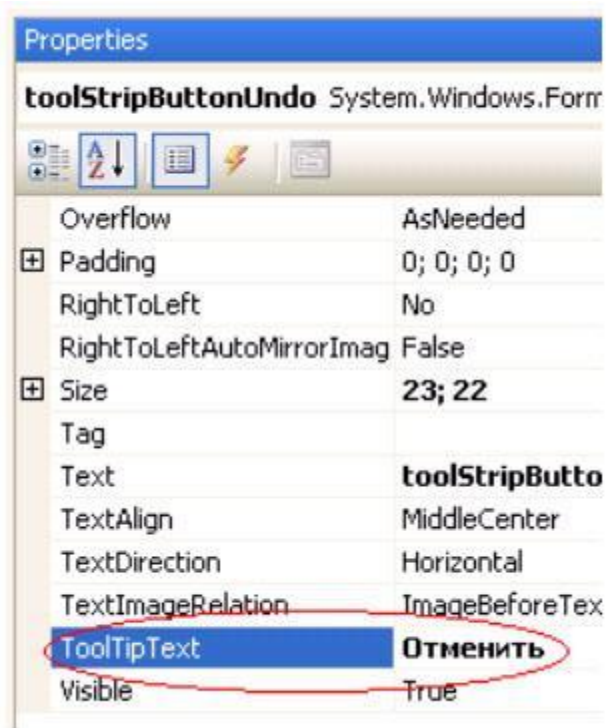 Properties
toolStripButtonUndo System.Windows.Form
Overflow AsNeeded
Padding 0; 0; 0; 0
RightToLeft No
RightToLeftAutoMirrorImag False
Size 23; 22
Tag
Text toolStripButto
TextAlign MiddleCenter
TextDirection Horizontal
TextImageRelation ImageBeforeTex
ToolTipText Отменить
Visible True